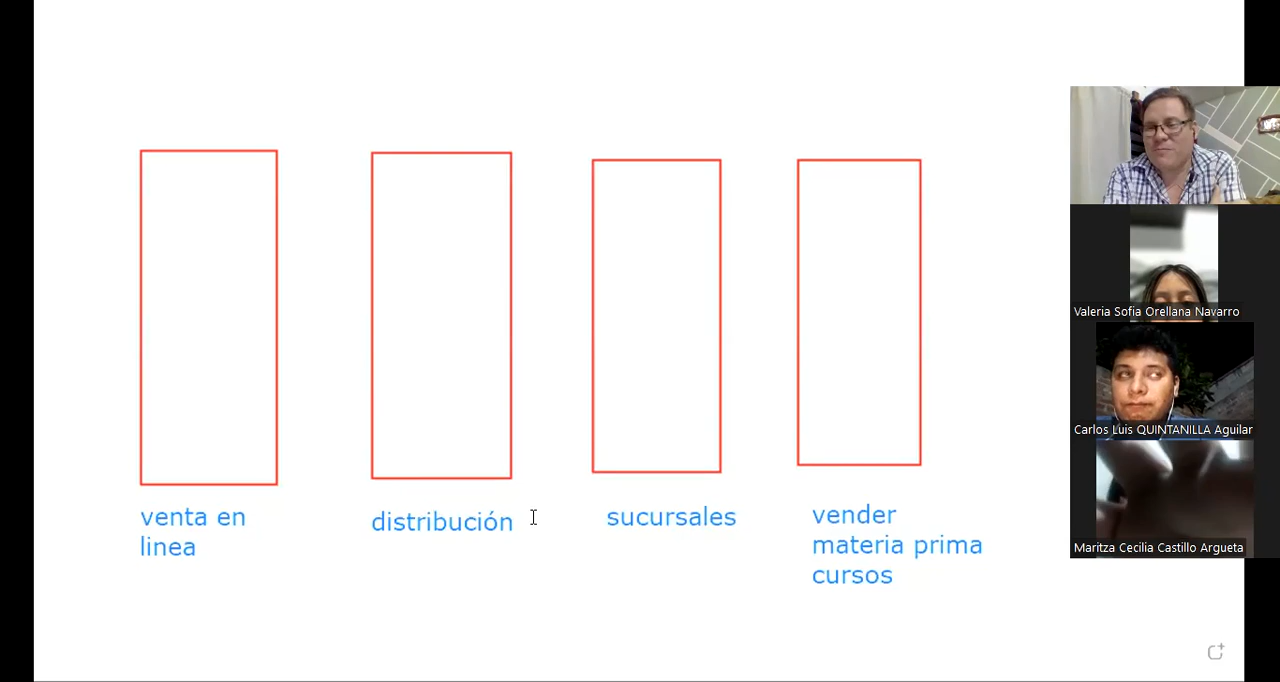 venta en
linea
distribución
sucursales
vender
materia prima
cursos
Valeria Sofia Orellana Navarro
Carlos Luis QUINTANILLA Aguilar
Maritza Cecilia Castillo Argueta